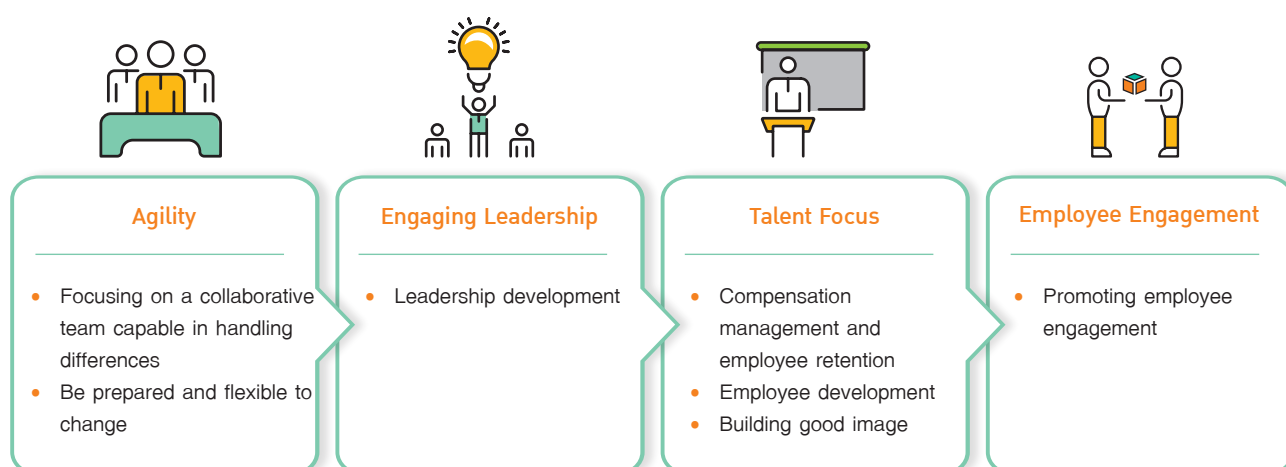 Agility
• Focusing on a collaborative
team capable in handling
differences
• Be prepared and flexible to
change
Engaging Leadership
• Leadership development
Talent Focus
• Compensation
management and
employee retention
• Employee development
• Building good image
Employee Engagement
• Promoting employee
engagement